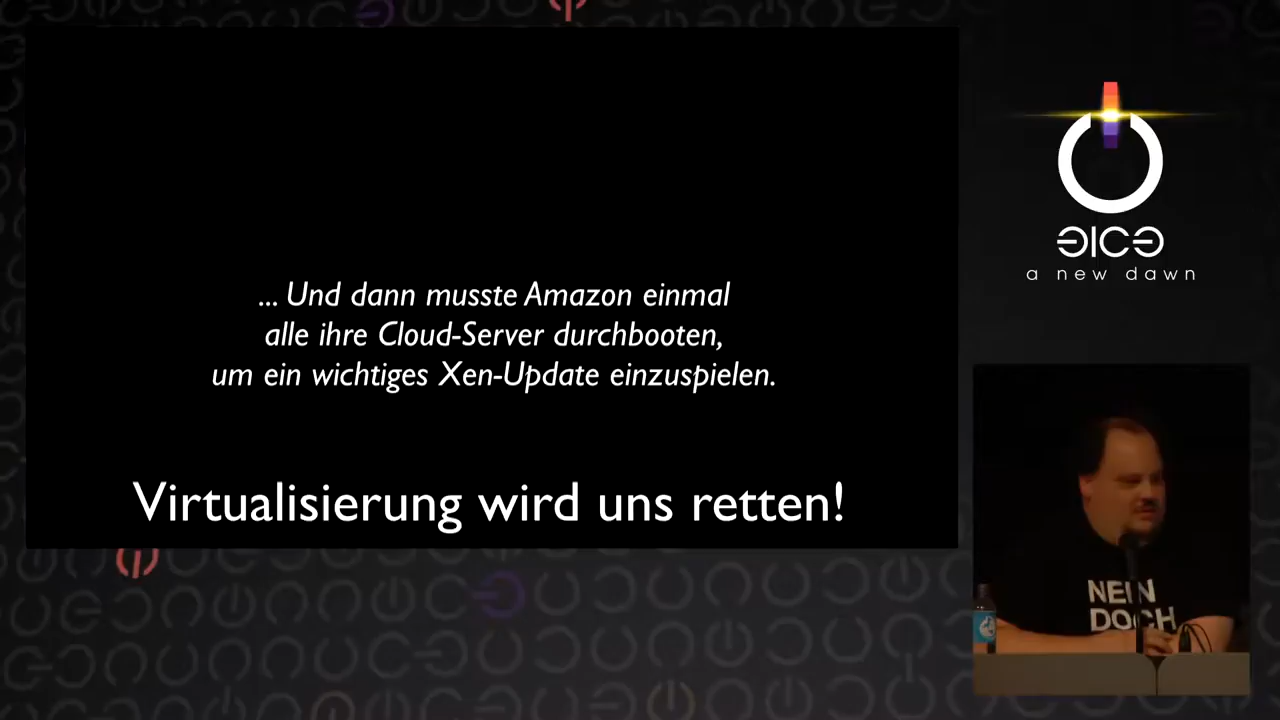 ... Und dann musste Amazon einmal
alle ihre Cloud-Server durchbooten,
um ein wichtiges Xen-Update einzuspielen.
Virtualisierung wird uns retten!
a new dawn
NEIN
DOCH